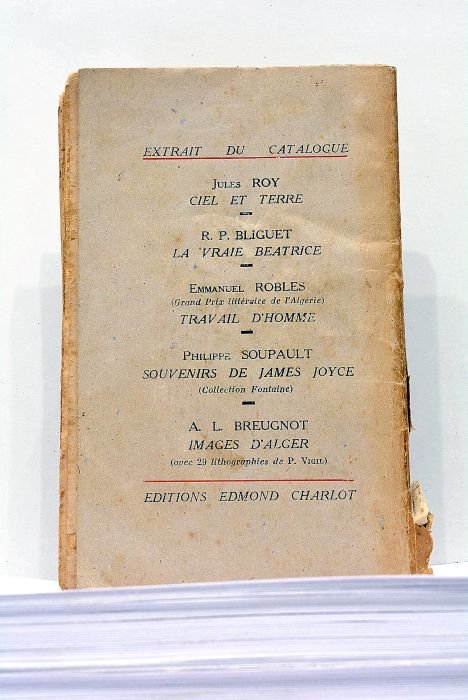 EXTRAIT DU CATALOGUE
JULES ROY
CIEL ET TERRE
R. P. BLIGUET
LA VRAIE BEATRICE
EMMANUEL ROBLES
(Grand Prix littéraire de l'Algérie)
TRAVAIL D'HOMME
PHILIPPE SOUPAULT
SOUVENIRS DE JAMES JOYCE
(Collection Fontaine)
A. L. BREUGNOT
IMAGES D'ALGER
(avec 29 lithographies de P. VIGIL)
EDITIONS EDMOND CHARLOT